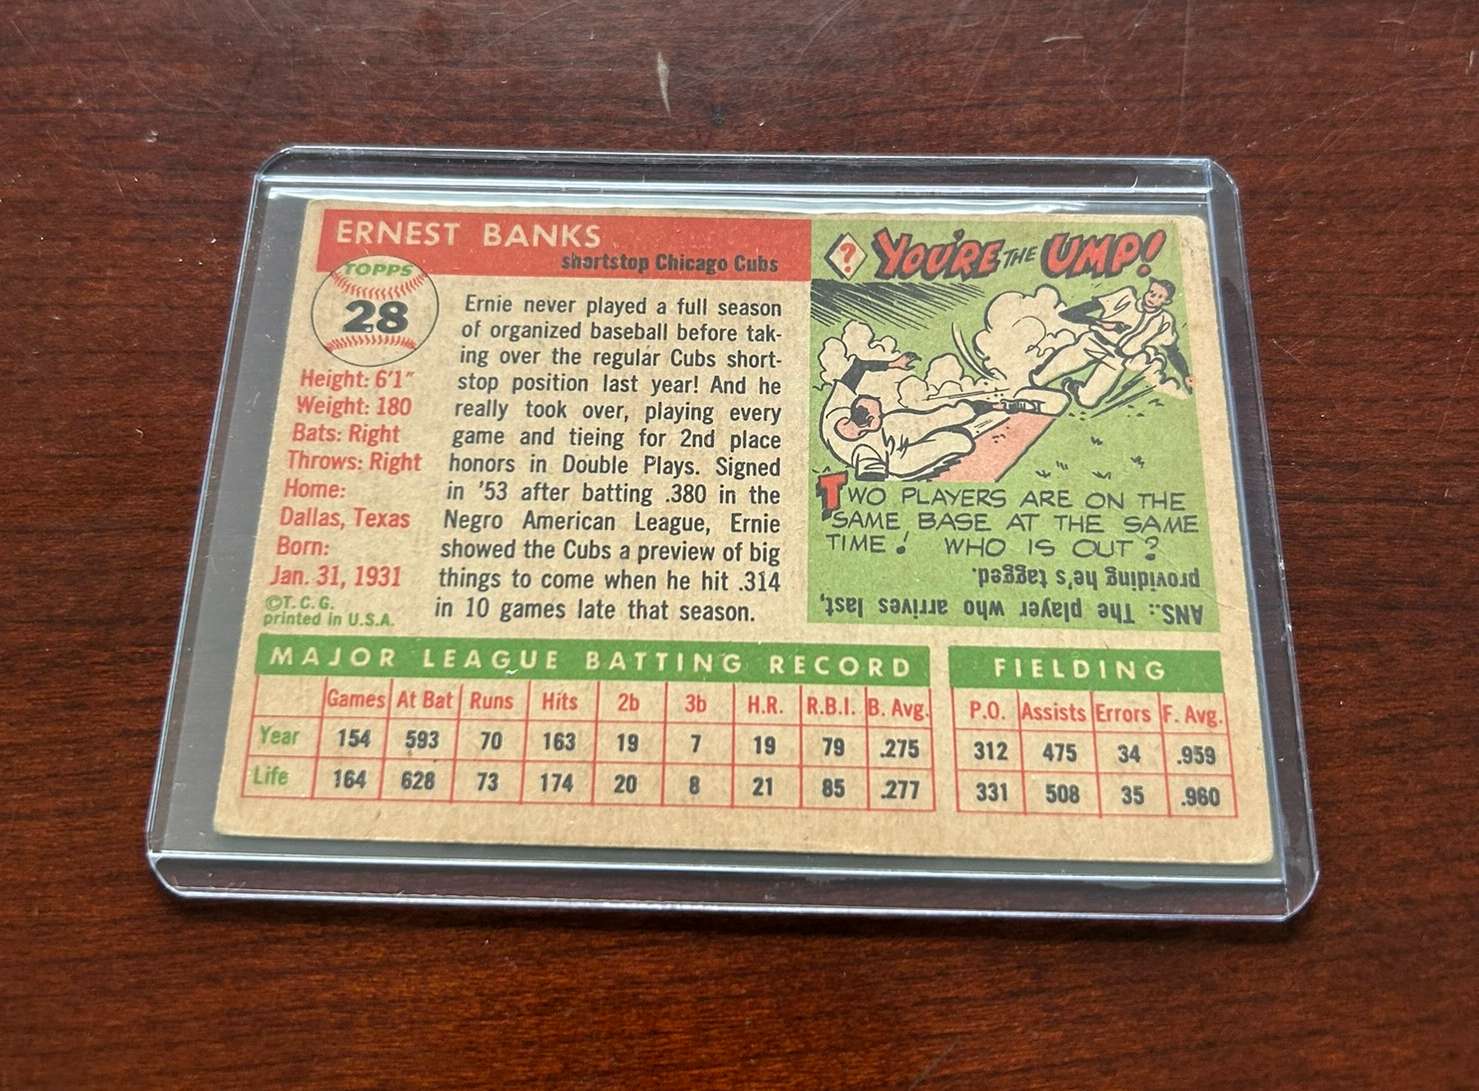 ERNEST BANKS
shortstop Chicago Cubs
TOPPS
28
Height: 6'1"
Weight: 180
Bats: Right
Throws: Right
Home:
Dallas, Texas
Born:
Jan. 31, 1931
©T. C. G.
printed in U.S.A.
Ernie never played a full season
of organized baseball before tak-
ing over the regular Cubs short-
stop position last year! And he
really took over, playing every
game and tieing for 2nd place
honors in Double Plays. Signed
in '53 after batting .380 in the
Negro American League, Ernie
showed the Cubs a preview of big
things to come when he hit .314
in 10 games late that season.
? YOU'RE THE UMP!
TWO PLAYERS ARE ON THE
SAME BASE AT THE SAME
TIME! WHO IS OUT?
ANS.: The player who arrives last,
providing he's tagged.
MAJOR LEAGUE BATTING RECORD
Games At Bat Runs Hits 2b 3b H.R. R.B.I. B. Avg.
Year 154 593 70 163 19 7 19 79 .275
Life 164 628 73 174 20 8 21 85 .277
FIELDING
P.O. Assists Errors F. Avg.
312 475 34 .959
331 508 35 .960